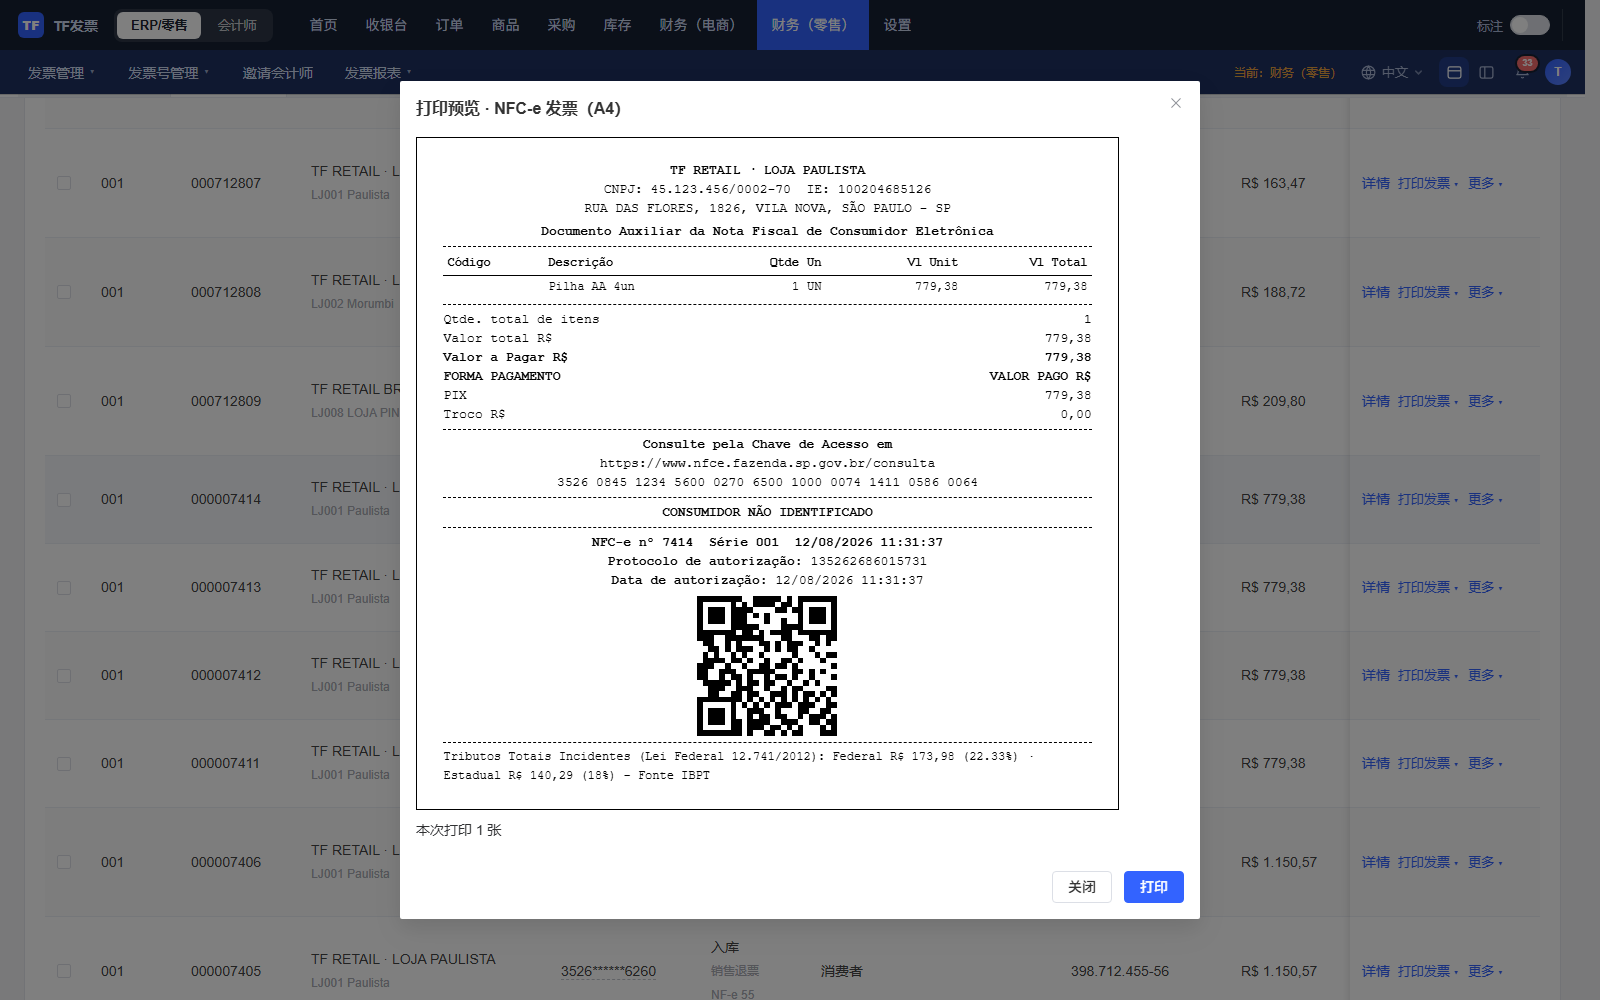 TF TF发票 ERP/零售 会计师 首页 收银台 订单 商品 采购 库存 财务（电商） 财务（零售） 设置 标注
发票管理 发票号管理 邀请会计师 发票报表 当前：财务（零售） 中文 33 T
打印预览 · NFC-e 发票（A4）
TF RETAIL · LOJA PAULISTA
CNPJ: 45.123.456/0002-70 IE: 100204685126
RUA DAS FLORES, 1826, VILA NOVA, SÃO PAULO - SP
Documento Auxiliar da Nota Fiscal de Consumidor Eletrônica
Código Descrição Qtde Un Vl Unit Vl Total
Pilha AA 4un 1 UN 779,38 779,38
Qtde. total de itens 1
Valor total R$ 779,38
Valor a Pagar R$ 779,38
FORMA PAGAMENTO VALOR PAGO R$
PIX 779,38
Troco R$ 0,00
Consulte pela Chave de Acesso em
https://www.nfce.fazenda.sp.gov.br/consulta
3526 0845 1234 5600 0270 6500 1000 0074 1411 0586 0064
CONSUMIDOR NÃO IDENTIFICADO
NFC-e nº 7414 Série 001 12/08/2026 11:31:37
Protocolo de autorização: 135262686015731
Data de autorização: 12/08/2026 11:31:37
Tributos Totais Incidentes (Lei Federal 12.741/2012): Federal R$ 173,98 (22.33%) ·
Estadual R$ 140,29 (18%) - Fonte IBPT
本次打印 1 张
关闭 打印
001 000712807 TF RETAIL · L R$ 163,47 详情 打印发票 更多
LJ001 Paulista
001 000712808 TF RETAIL · L R$ 188,72 详情 打印发票 更多
LJ002 Morumbi
001 000712809 TF RETAIL BR R$ 209,80 详情 打印发票 更多
LJ008 LOJA PIN
001 000007414 TF RETAIL · L R$ 779,38 详情 打印发票 更多
LJ001 Paulista
001 000007413 TF RETAIL · L R$ 779,38 详情 打印发票 更多
LJ001 Paulista
001 000007412 TF RETAIL · L R$ 779,38 详情 打印发票 更多
LJ001 Paulista
001 000007411 TF RETAIL · L R$ 779,38 详情 打印发票 更多
LJ001 Paulista
001 000007406 TF RETAIL · L R$ 1.150,57 详情 打印发票 更多
LJ001 Paulista
001 000007405 TF RETAIL · LOJA PAULISTA 3526******6260 入库 消费者 398.712.455-56 R$ 1.150,57 详情 打印发票 更多
LJ001 Paulista 销售退票
NF-e 55